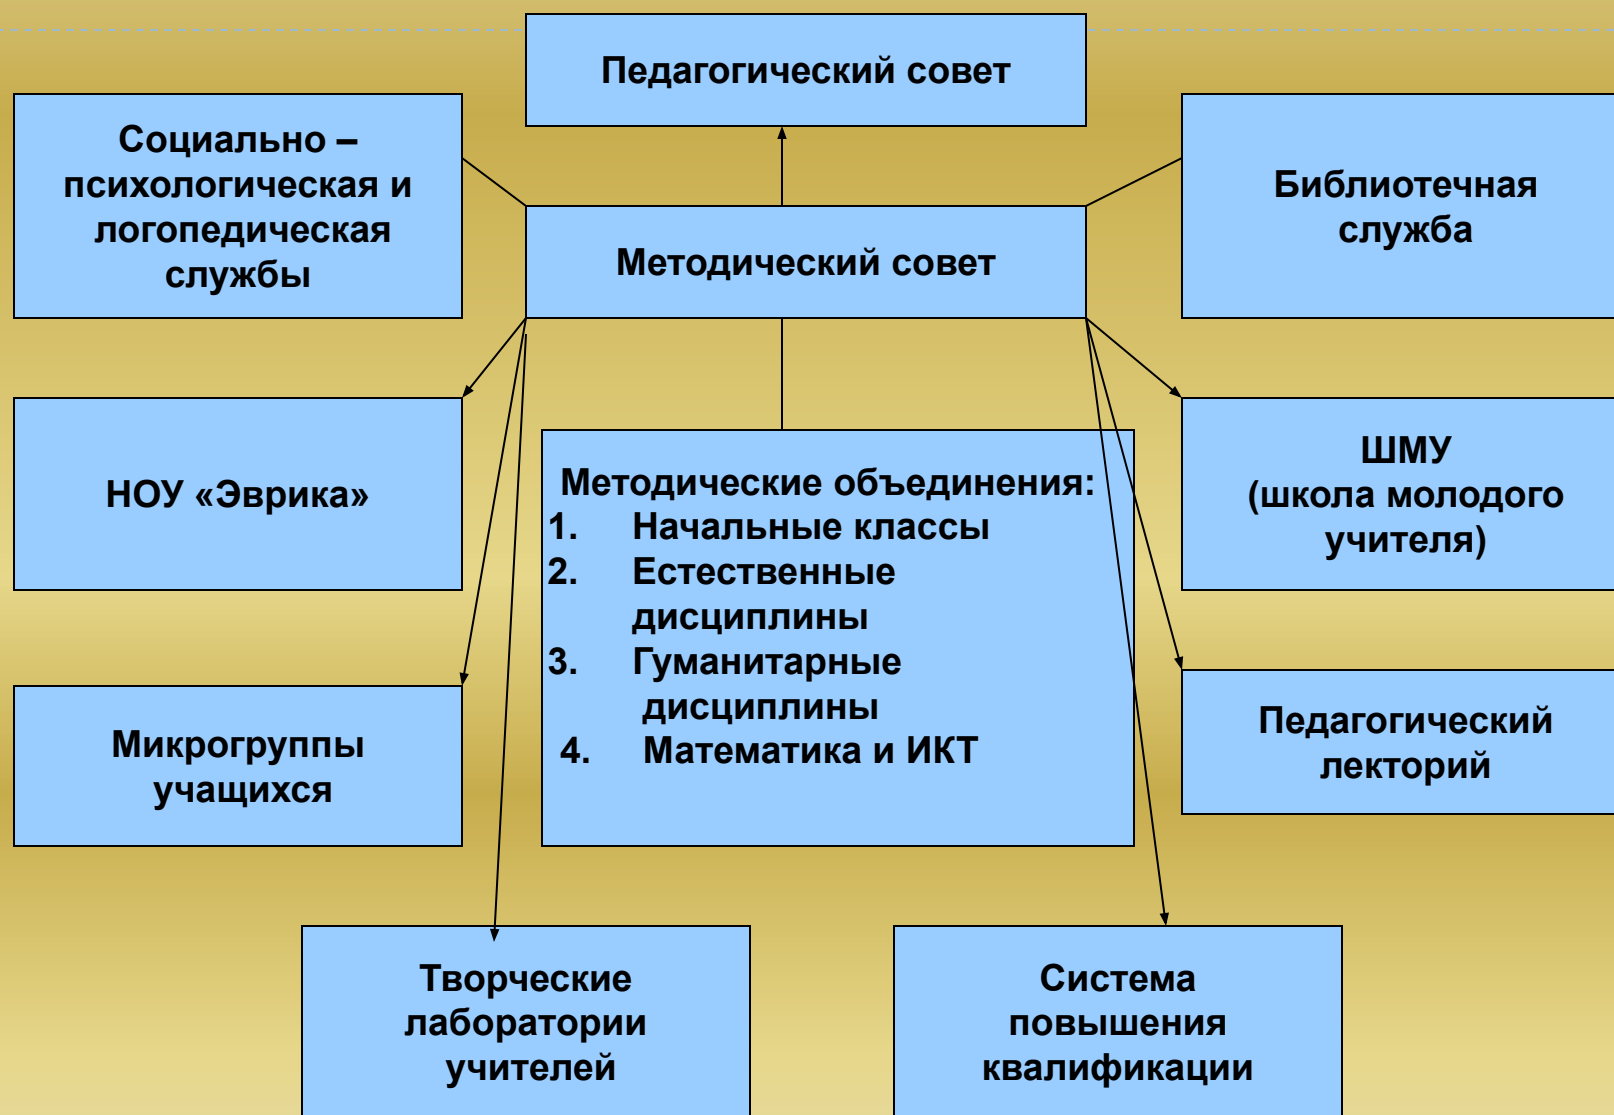 Педагогический совет
Социально –
психологическая и
логопедическая
службы
Библиотечная
служба
Методический совет
НОУ «Эврика»
Методические объединения:
1. Начальные классы
2. Естественные
дисциплины
3. Гуманитарные
дисциплины
4. Математика и ИКТ
ШМУ
(школа молодого
учителя)
Микрогруппы
учащихся
Педагогический
лекторий
Творческие
лаборатории
учителей
Система
повышения
квалификации